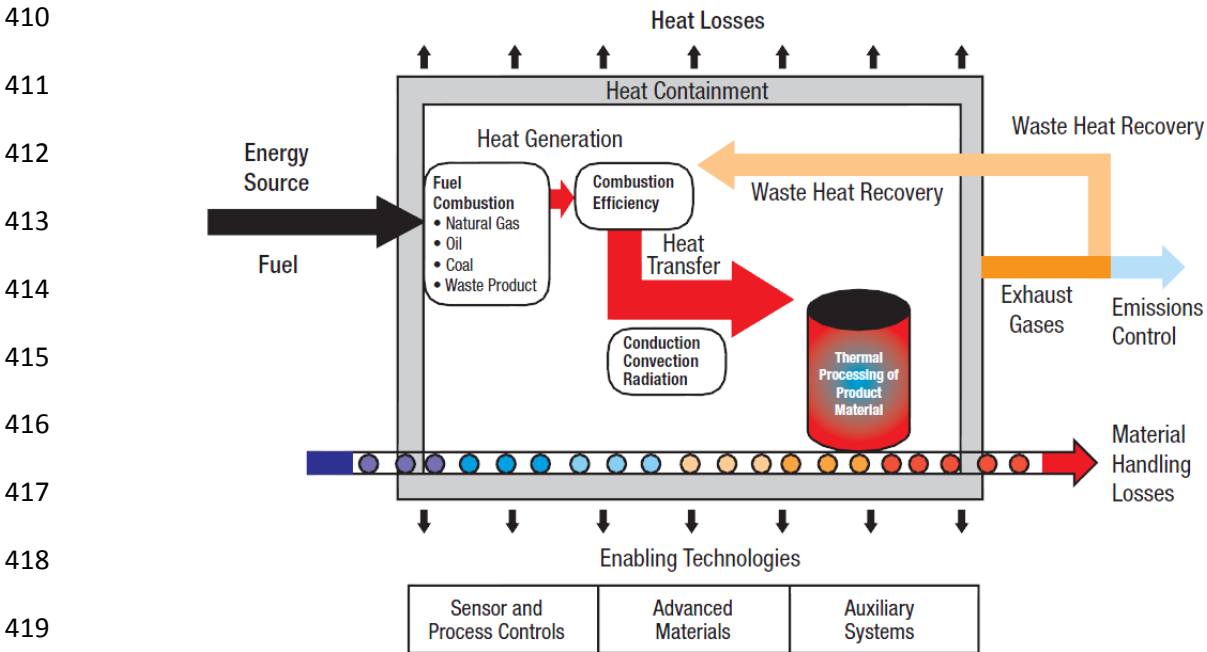 410
Heat Losses
411
Heat Containment
Waste Heat Recovery
412
Heat Generation
Energy
Source
Fuel
Combustion
• Natural Gas
• Oil
• Coal
• Waste Product
Combustion
Efficiency
Waste Heat Recovery
413
Fuel
Heat
Transfer
414
Exhaust
Gases
Emissions
Control
415
Conduction
Convection
Radiation
Thermal
Processing of
Product
Material
416
Material
Handling
Losses
417
418
Enabling Technologies
419
Sensor and
Process Controls
Advanced
Materials
Auxiliary
Systems